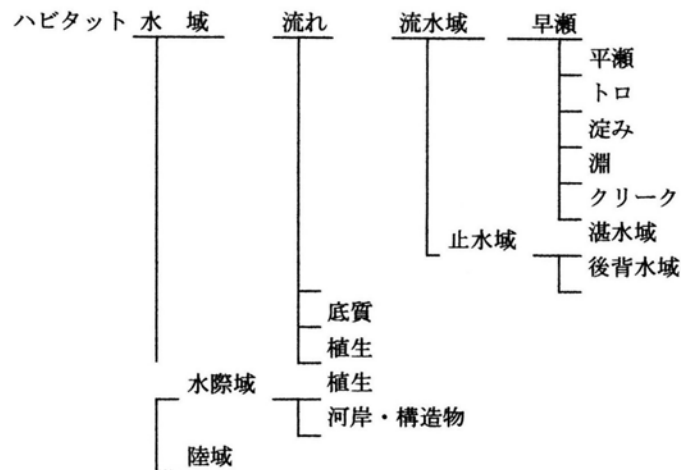 ハビタット 水 域 流れ 流水域 早瀬
平瀬
トロ
淀み
淵
クリーク
止水域 湛水域
後背水域
底質
植生
水際域 植生
河岸・構造物
陸域